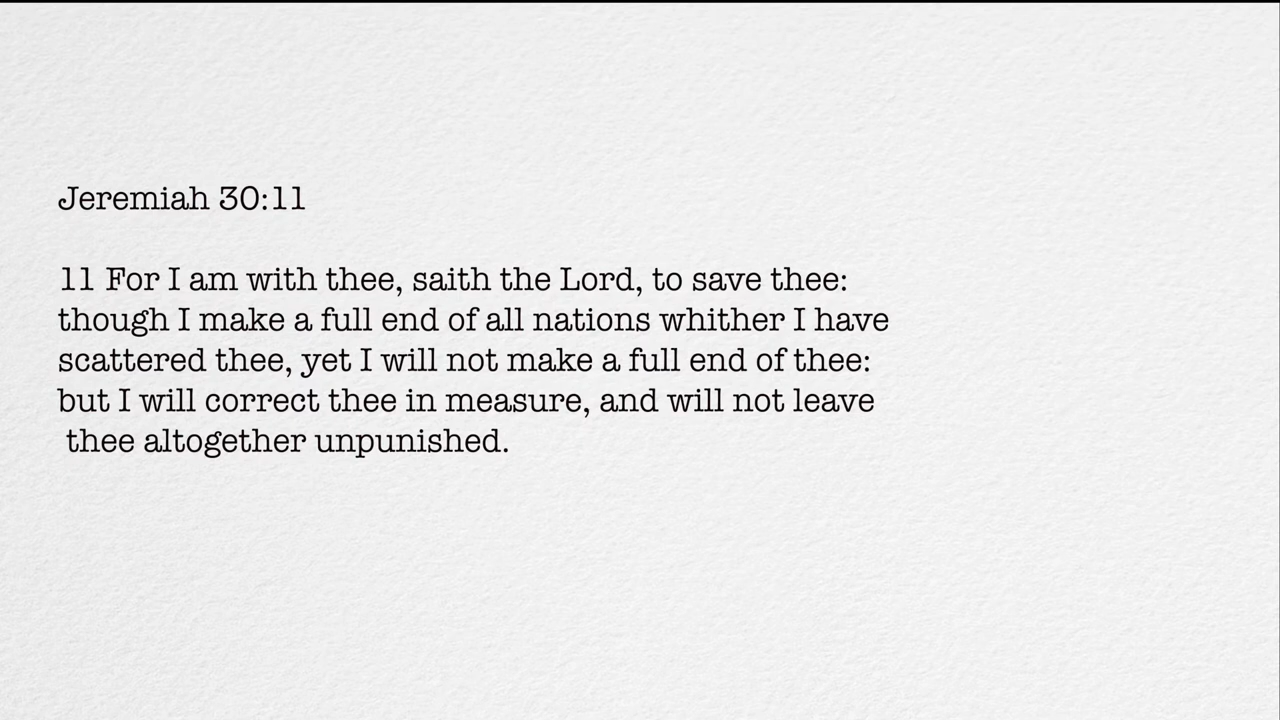 Jeremiah 30:11
11 For I am with thee, saith the Lord, to save thee:
though I make a full end of all nations whither I have
scattered thee, yet I will not make a full end of thee:
but I will correct thee in measure, and will not leave
thee altogether unpunished.